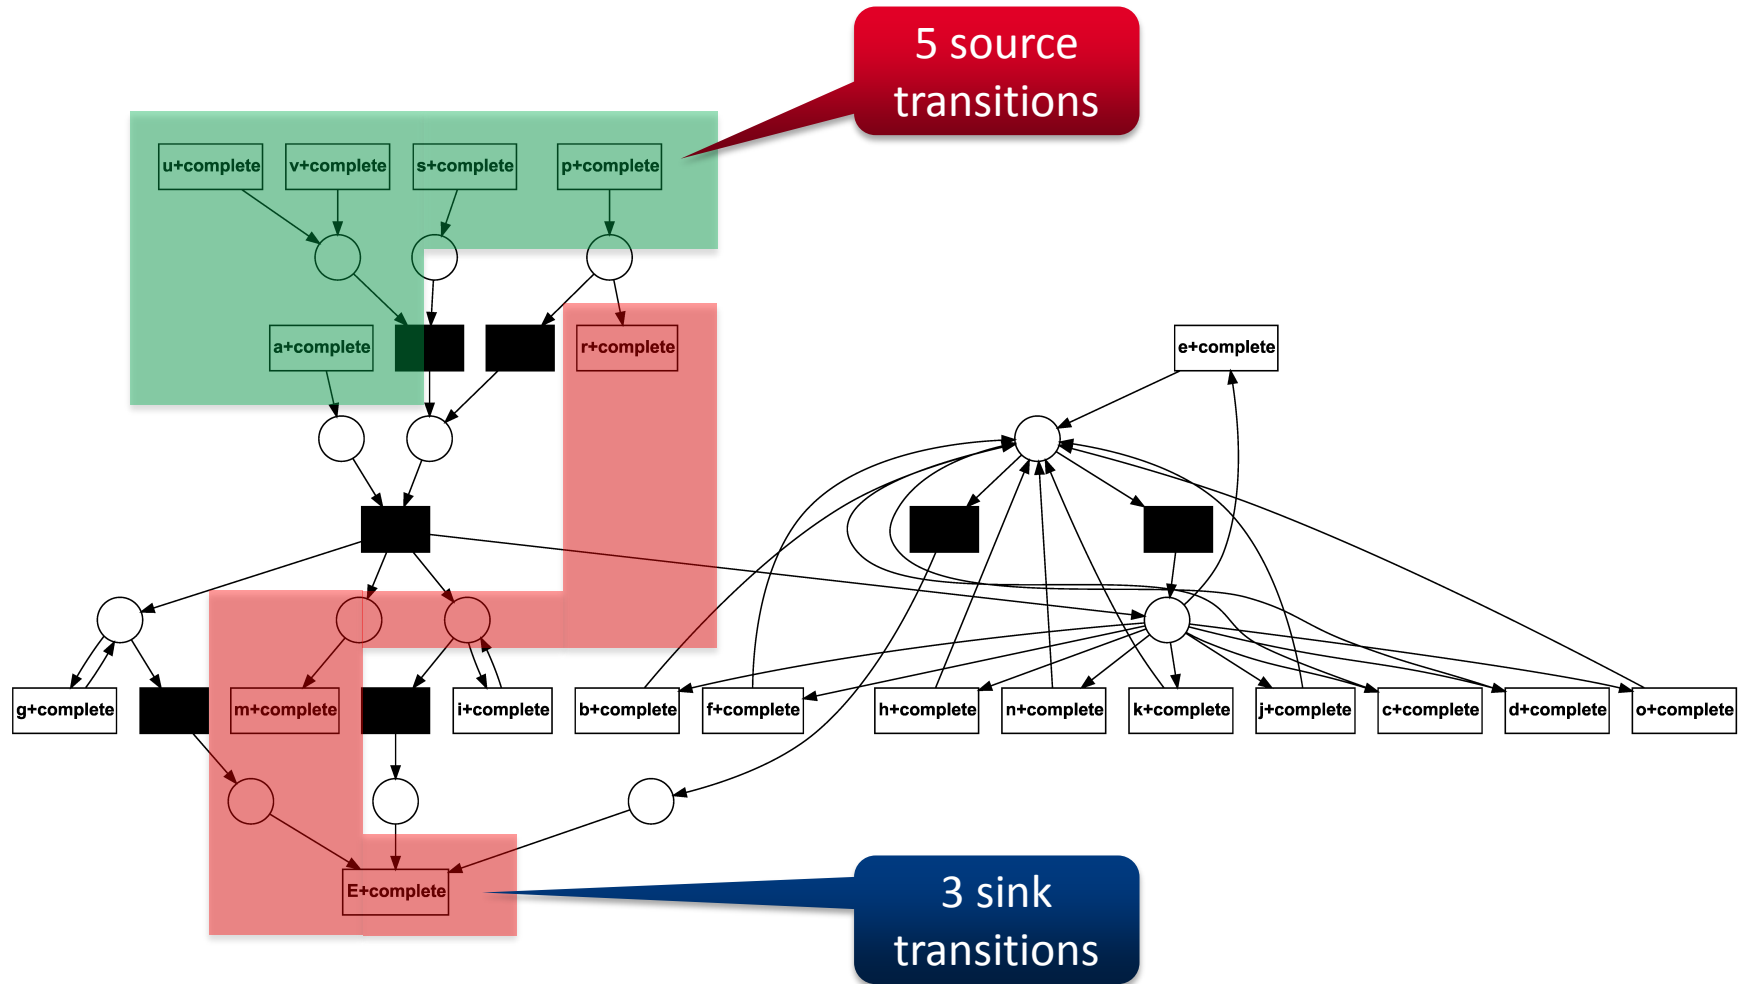 5 source
transitions
u+complete
v+complete
s+complete
p+complete
a+complete
r+complete
e+complete
g+complete
m+complete
i+complete
b+complete
f+complete
h+complete
n+complete
k+complete
j+complete
c+complete
d+complete
o+complete
E+complete
3 sink
transitions